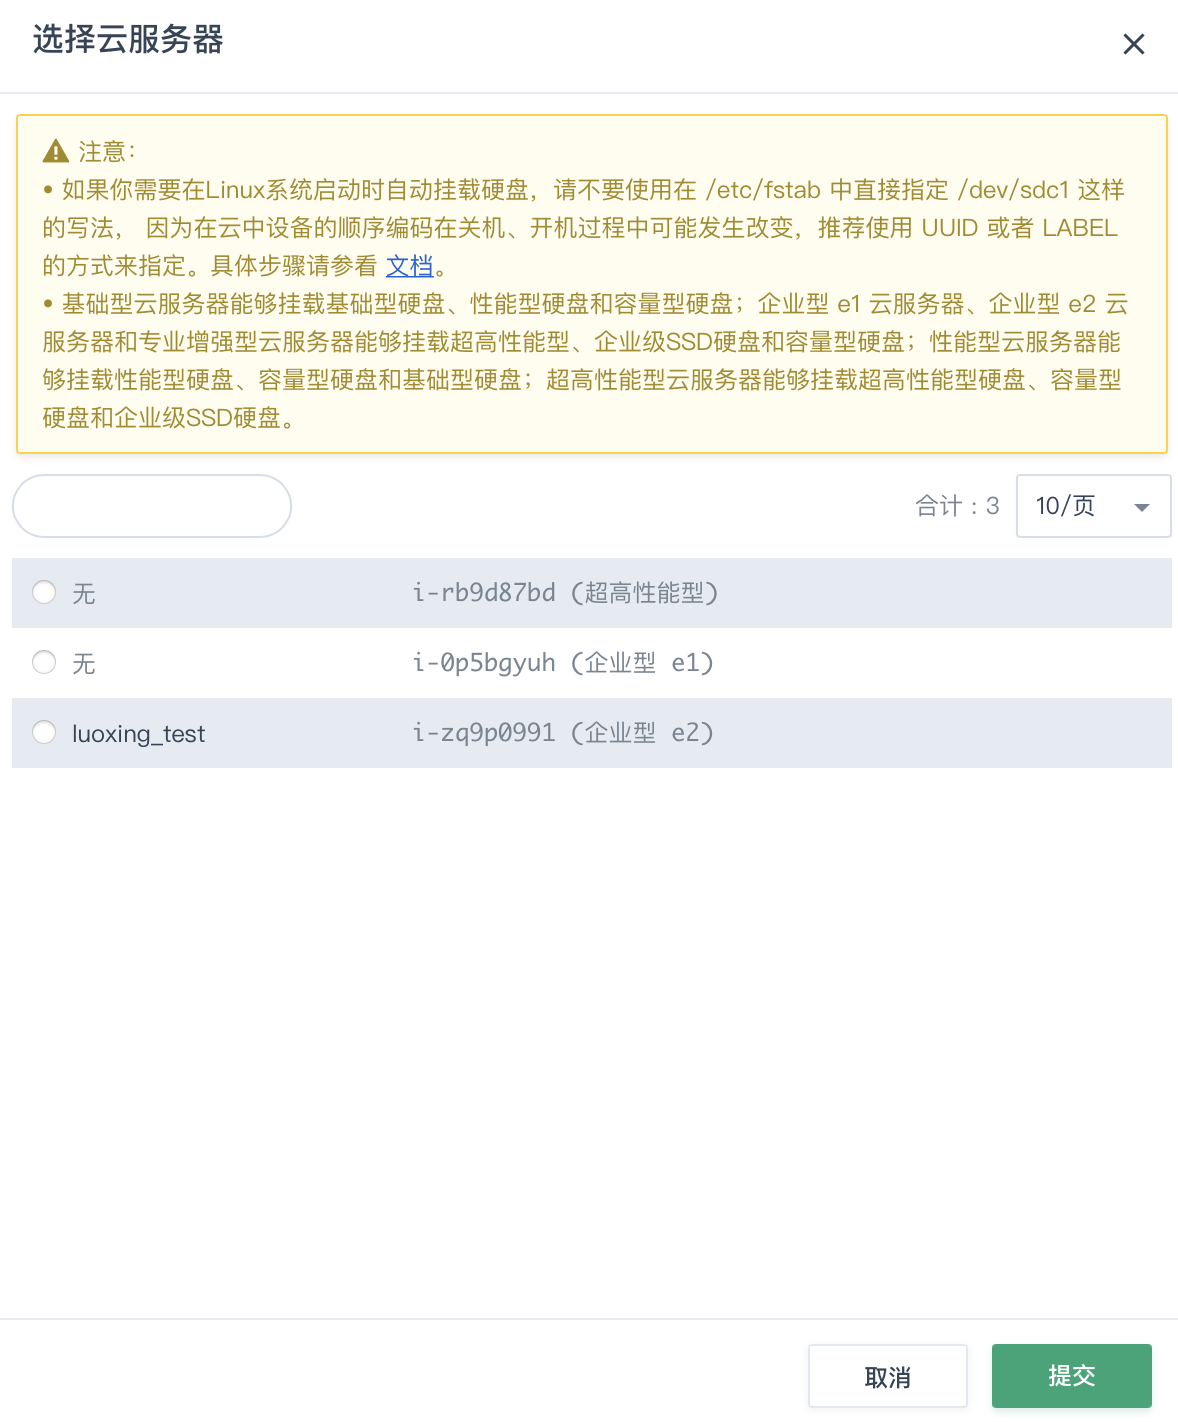 选择云服务器
注意：
• 如果你需要在Linux系统启动时自动挂载硬盘，请不要使用在 /etc/fstab 中直接指定 /dev/sdc1 这样
的写法， 因为在云中设备的顺序编码在关机、开机过程中可能发生改变，推荐使用 UUID 或者 LABEL
的方式来指定。具体步骤请参看 文档。
• 基础型云服务器能够挂载基础型硬盘、性能型硬盘和容量型硬盘；企业型 e1 云服务器、企业型 e2 云
服务器和专业增强型云服务器能够挂载超高性能型、企业级SSD硬盘和容量型硬盘；性能型云服务器能
够挂载性能型硬盘、容量型硬盘和基础型硬盘；超高性能型云服务器能够挂载超高性能型硬盘、容量型
硬盘和企业级SSD硬盘。
合计：3 10/页
无 i-rb9d87bd (超高性能型)
无 i-0p5bgyuh (企业型 e1)
luoxing_test i-zq9p0991 (企业型 e2)
取消 提交